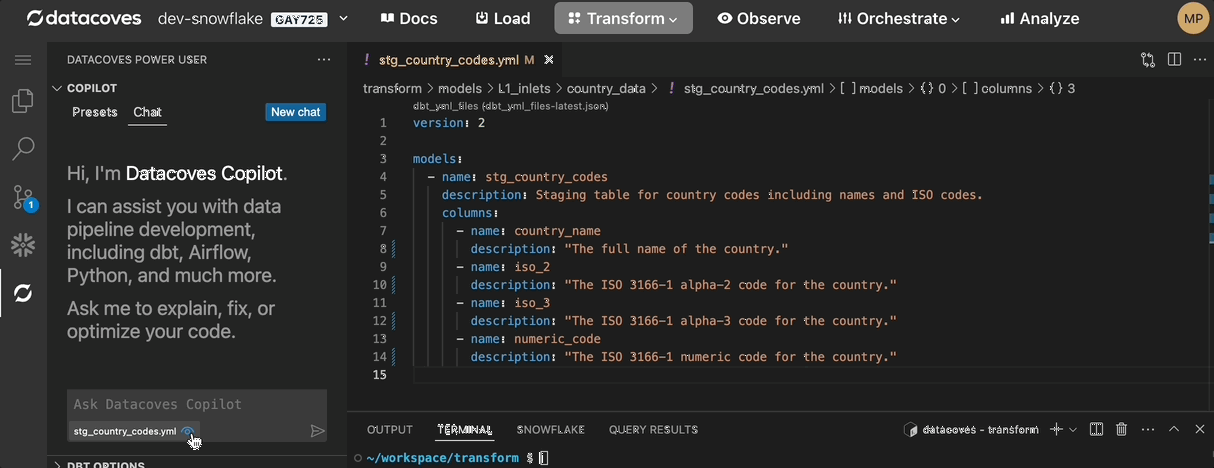 datacoves dev-snowflake GAY725 Docs Load Transform Observe Orchestrate Analyze MP
DATACOVES POWER USER
COPILOT
Presets Chat New chat
Hi, I'm Datacoves Copilot.
I can assist you with data
pipeline development,
including dbt, Airflow,
Python, and much more.
Ask me to explain, fix, or
optimize your code.
Ask Datacoves Copilot
stg_country_codes.yml
DBT OPTIONS
1
! stg_country_codes.yml M
transform > models > L1_inlets > country_data > ! stg_country_codes.yml > [ ] models > {} 0 > [ ] columns > {} 3
dbt_yml_files (dbt_yml_files-latest.json)
1 version: 2
2
3 models:
4 - name: stg_country_codes
5 description: Staging table for country codes including names and ISO codes.
6 columns:
7 - name: country_name
8 description: "The full name of the country."
9 - name: iso_2
10 description: "The ISO 3166-1 alpha-2 code for the country."
11 - name: iso_3
12 description: "The ISO 3166-1 alpha-3 code for the country."
13 - name: numeric_code
14 description: "The ISO 3166-1 numeric code for the country."
15
OUTPUT TERMINAL SNOWFLAKE QUERY RESULTS datacoves - transform
~/workspace/transform $